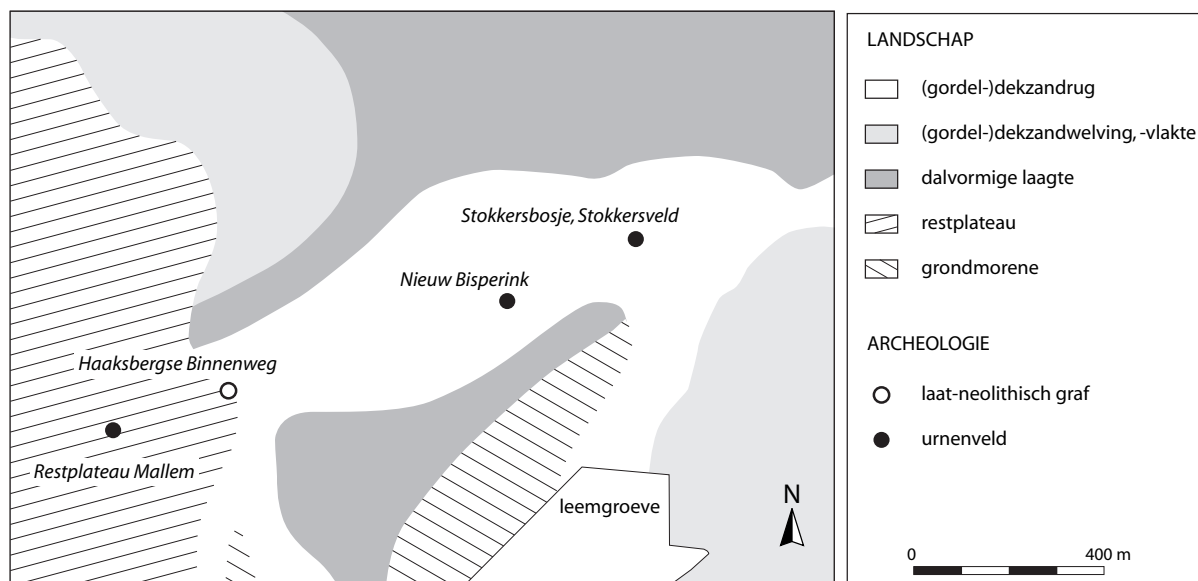 Stokkersbosje, Stokkersveld
Nieuw Bisperink
Haaksbergse Binnenweg
Restplateau Mallem
leemgroeve
N
LANDSCHAP
(gordel-)dekzandrug
(gordel-)dekzandwelving, -vlakte
dalvormige laagte
restplateau
grondmorene
ARCHEOLOGIE
laat-neolithisch graf
urnenveld
0 400 m